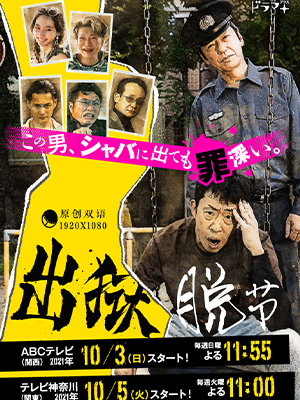 ドラマ+
この男、シャバに出ても罪深い。
原创双语
1920X1080
出獄
脱节
ABCテレビ
(関西) 2021年
10/3(日)スタート!
毎週日曜
よる11:55
テレビ神奈川
(関東) 2021年
10/5(火)スタート!
毎週火曜
よる11:00